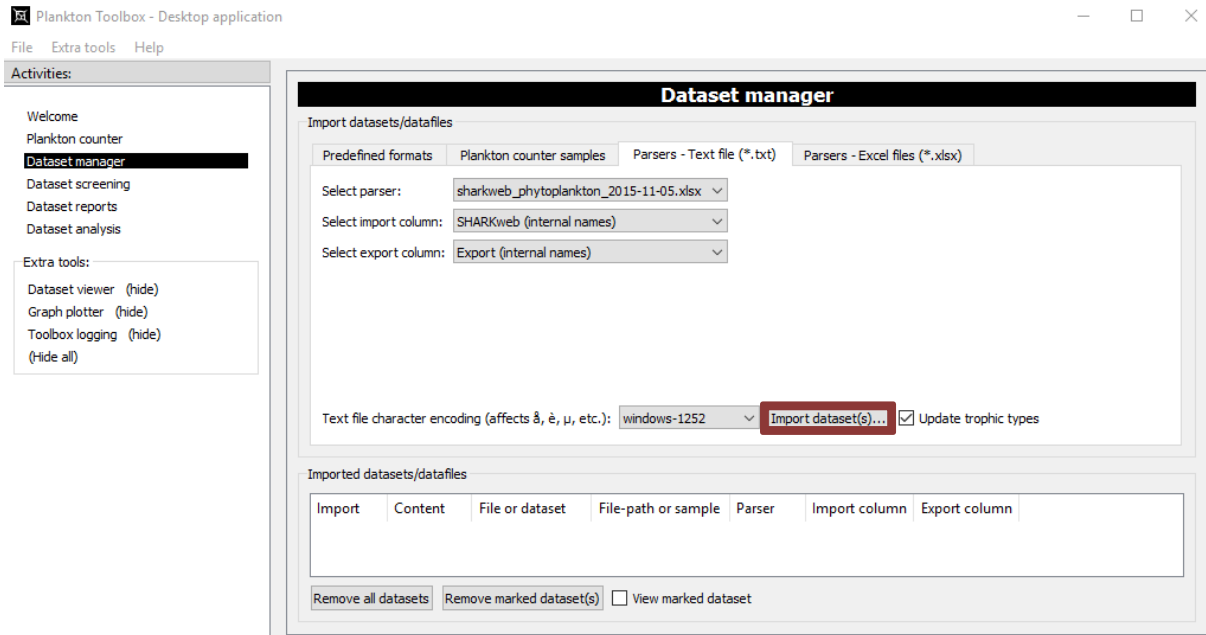 Plankton Toolbox - Desktop application
File Extra tools Help
Activities:
Welcome
Plankton counter
Dataset manager
Dataset screening
Dataset reports
Dataset analysis
Extra tools:
Dataset viewer (hide)
Graph plotter (hide)
Toolbox logging (hide)
(Hide all)
Dataset manager
Import datasets/datafiles
Predefined formats Plankton counter samples Parsers - Text file (*.txt) Parsers - Excel files (*.xlsx)
Select parser: sharkweb_phytoplankton_2015-11-05.xlsx
Select import column: SHARKweb (internal names)
Select export column: Export (internal names)
Text file character encoding (affects å, è, µ, etc.): windows-1252 Import dataset(s)... Update trophic types
Imported datasets/datafiles
Import Content File or dataset File-path or sample Parser Import column Export column
Remove all datasets Remove marked dataset(s) View marked dataset